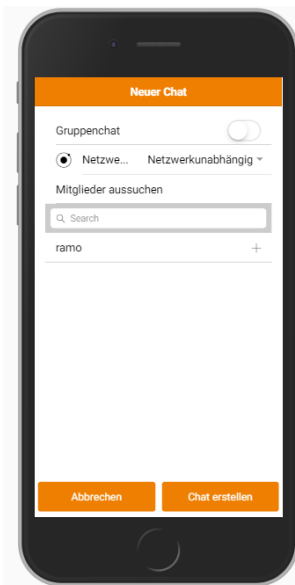 Neuer Chat
Gruppenchat
Netzwe... Netzwerkunabhängig
Mitglieder aussuchen
Search
ramo
Abbrechen Chat erstellen